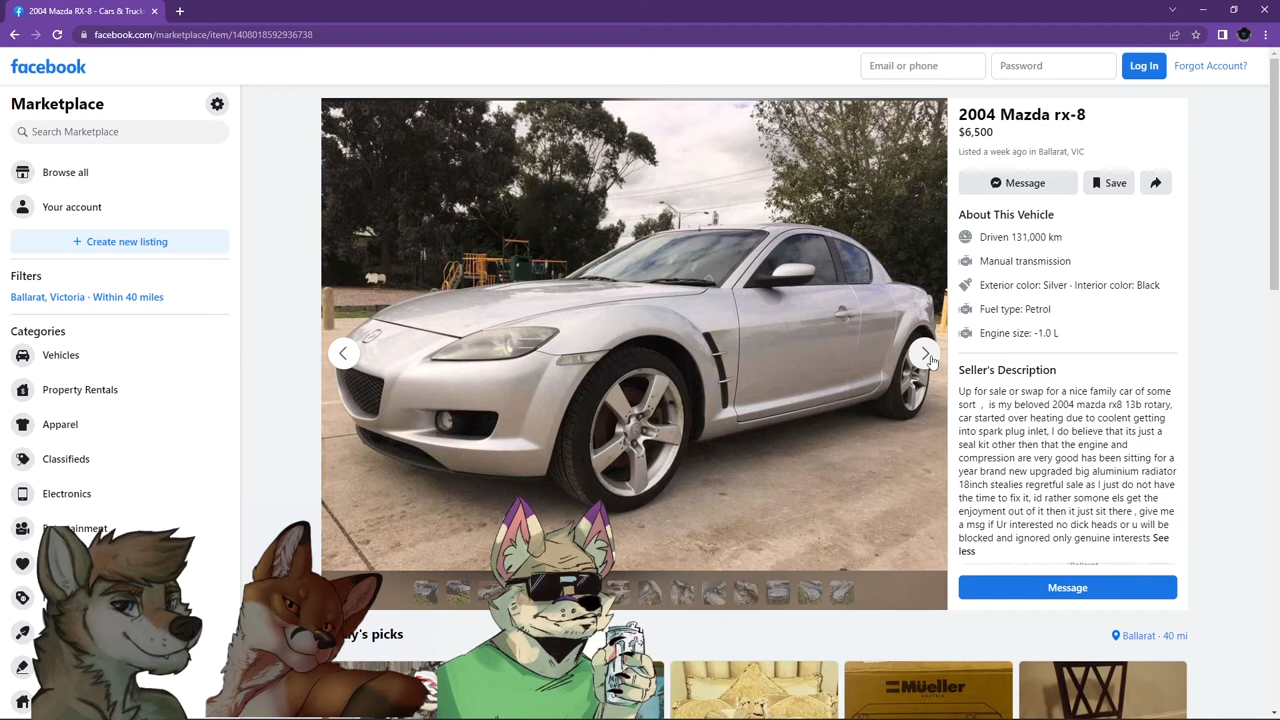 2004 Mazda RX-8 - Cars & Truck
facebook.com/marketplace/item/1408018592936738
facebook
Email or phone
Password
Log In
Forgot Account?
Marketplace
Search Marketplace
Browse all
Your account
+ Create new listing
Filters
Ballarat, Victoria · Within 40 miles
Categories
Vehicles
Property Rentals
Apparel
Classifieds
Electronics
Entertainment
2004 Mazda rx-8
$6,500
Listed a week ago in Ballarat, VIC
Message
Save
About This Vehicle
Driven 131,000 km
Manual transmission
Exterior color: Silver · Interior color: Black
Fuel type: Petrol
Engine size: -1.0 L
Seller's Description
Up for sale or swap for a nice family car of some
sort , is my beloved 2004 mazda rx8 13b rotary,
car started over heating due to coolent getting
into spark plug inlet, I do believe that its just a
seal kit other then that the engine and
compression are very good has been sitting for a
year brand new upgraded big aluminium radiator
18inch stealies regretful sale as I just do not have
the time to fix it, id rather somone els get the
enjoyment out of it then it just sit there , give me
a msg if Ur interested no dick heads or u will be
blocked and ignored only genuine interests See
less
Message
picks
Ballarat · 40 mi
Müeller